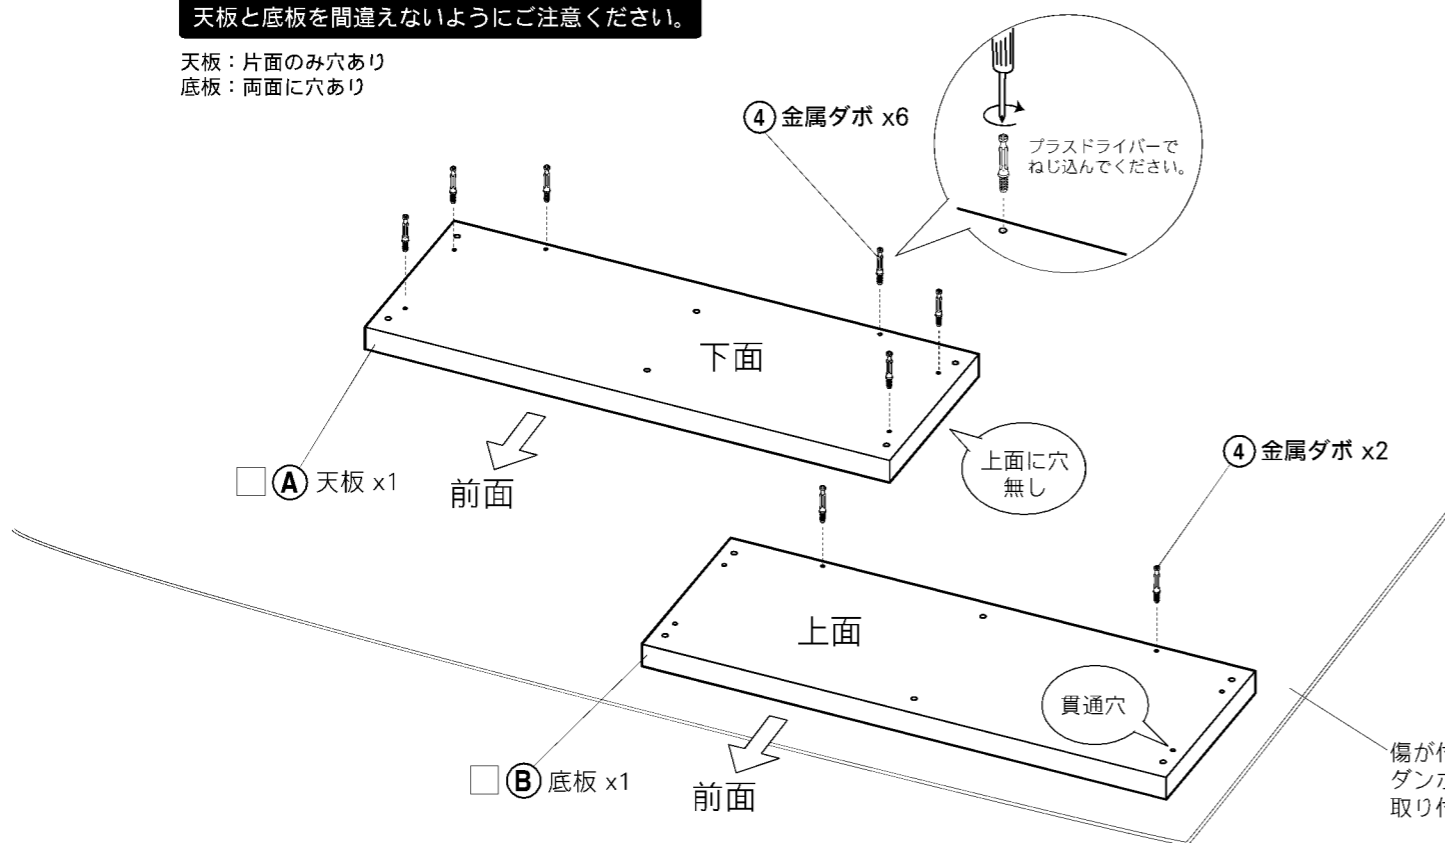 天板と底板を間違えないようにご注意ください。
天板：片面のみ穴あり
底板：両面に穴あり
④ 金属ダボ x6
プラスドライバーで
ねじ込んでください。
下面
上面に穴
無し
Ⓐ 天板 x1
前面
④ 金属ダボ x2
上面
貫通穴
Ⓑ 底板 x1
前面
傷が
ダン
取り